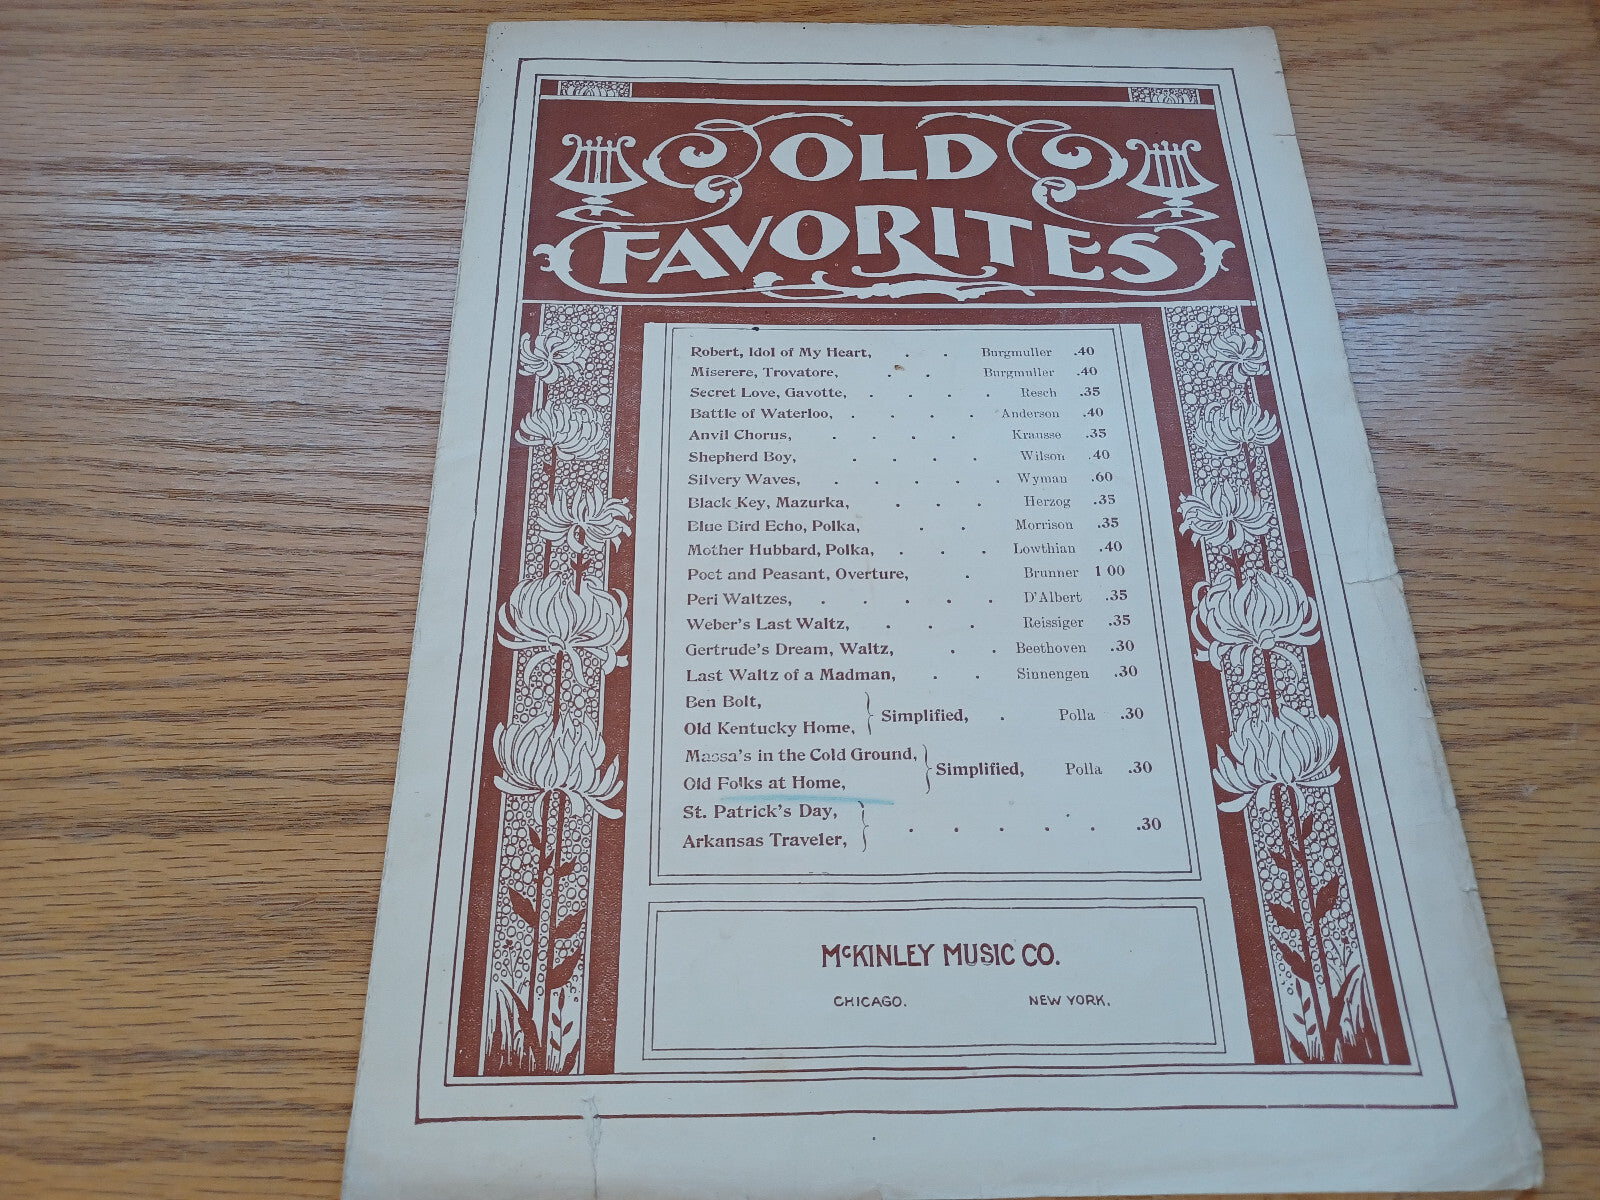 OLD
FAVORITES
Robert, Idol of My Heart, . . Burgmuller .40
Miserere, Trovatore, . . Burgmuller .40
Secret Love, Gavotte, . . . . Resch .35
Battle of Waterloo, . . . . Anderson .40
Anvil Chorus, . . . . Krausse .35
Shepherd Boy, . . . . Wilson .40
Silvery Waves, . . . . . Wyman .60
Black Key, Mazurka, . . . Herzog .35
Blue Bird Echo, Polka, . . Morrison .35
Mother Hubbard, Polka, . . . Lowthian .40
Poet and Peasant, Overture, . Brunner 1 00
Peri Waltzes, . . . . . D'Albert .35
Weber's Last Waltz, . . . Reissiger .35
Gertrude's Dream, Waltz, . . Beethoven .30
Last Waltz of a Madman, . . Sinnengen .30
Ben Bolt,
Old Kentucky Home, } Simplified, . Polla .30
Massa's in the Cold Ground,
Old Folks at Home, } Simplified, Polla .30
St. Patrick's Day,
Arkansas Traveler, } . . . . . .30
McKINLEY MUSIC CO.
CHICAGO. NEW YORK.